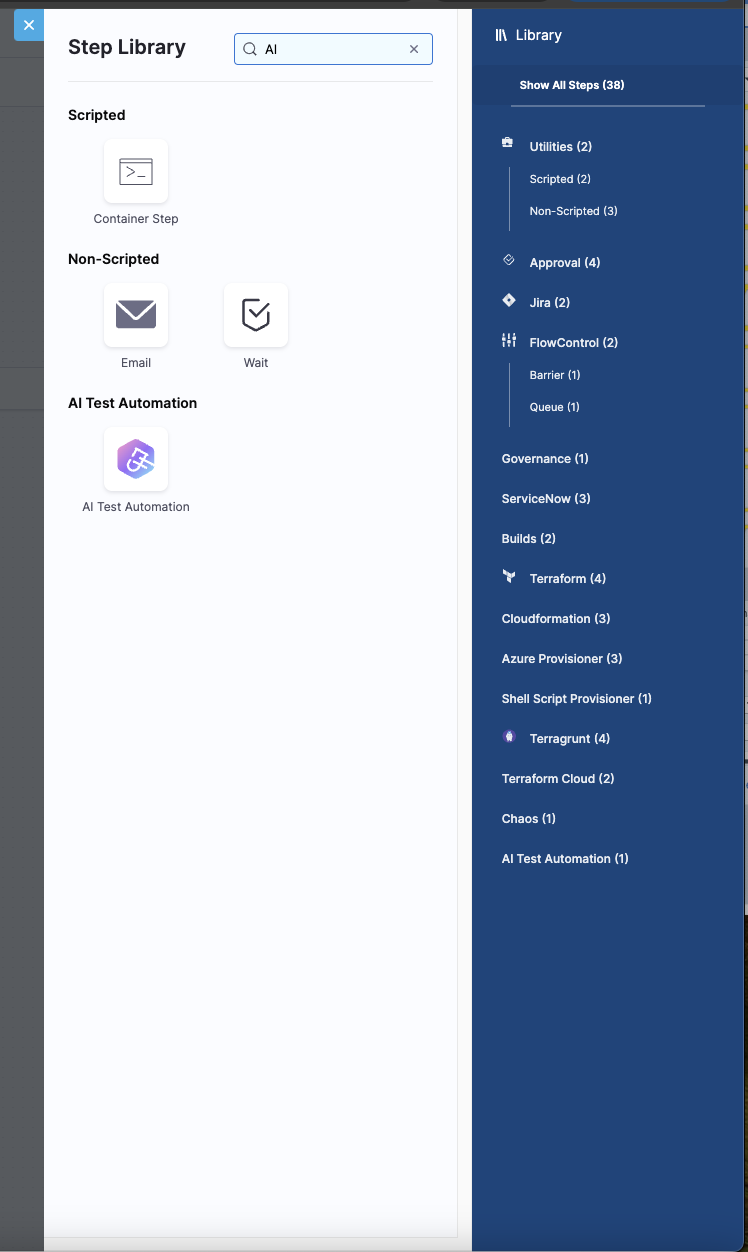 Step Library
AI
Scripted
Container Step
Non-Scripted
Email
Wait
AI Test Automation
AI Test Automation
Library
Show All Steps (38)
Utilities (2)
Scripted (2)
Non-Scripted (3)
Approval (4)
Jira (2)
FlowControl (2)
Barrier (1)
Queue (1)
Governance (1)
ServiceNow (3)
Builds (2)
Terraform (4)
Cloudformation (3)
Azure Provisioner (3)
Shell Script Provisioner (1)
Terragrunt (4)
Terraform Cloud (2)
Chaos (1)
AI Test Automation (1)